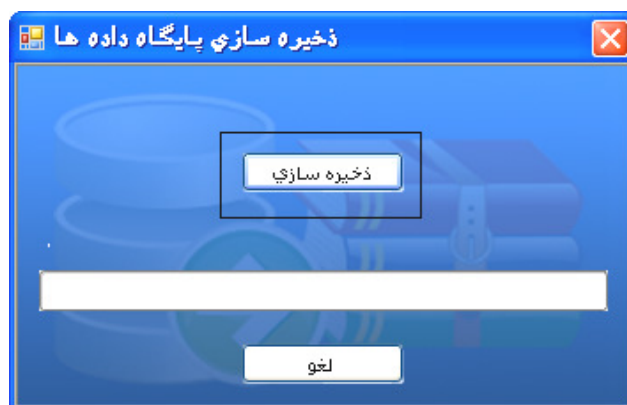 ذخيره سازي پايگاه داده ها
ذخيره سازي
لغو